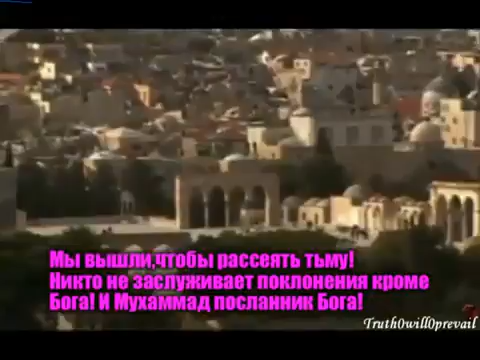 Мы вышли,чтобы рассеять тьму!
Никто не заслуживает поклонения кроме
Бога! И Мухаммад посланник Бога!
Truth0will0prevail